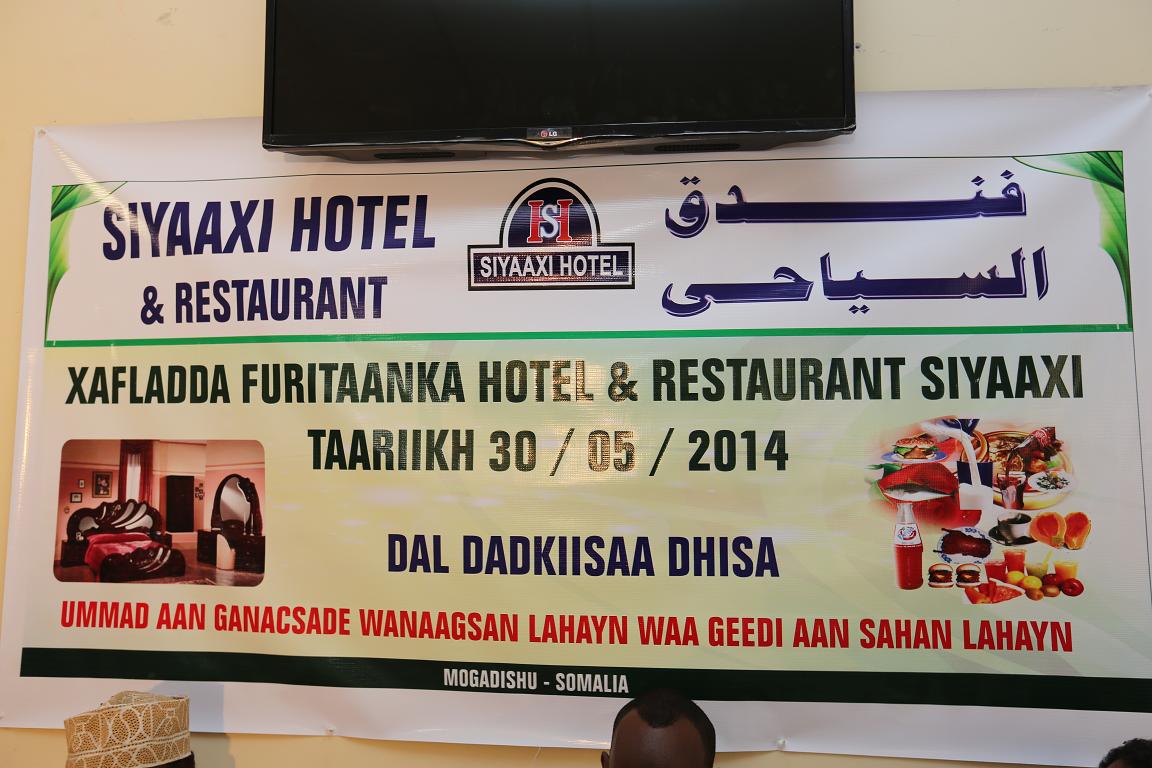 LG
SIYAAXI HOTEL
& RESTAURANT
HSH
SIYAAXI HOTEL
فندق
السياحى
XAFLADDA FURITAANKA HOTEL & RESTAURANT SIYAAXI
TAARIIKH 30 / 05 / 2014
DAL DADKIISAA DHISA
UMMAD AAN GANACSADE WANAAGSAN LAHAYN WAA GEEDI AAN SAHAN LAHAYN
MOGADISHU - SOMALIA